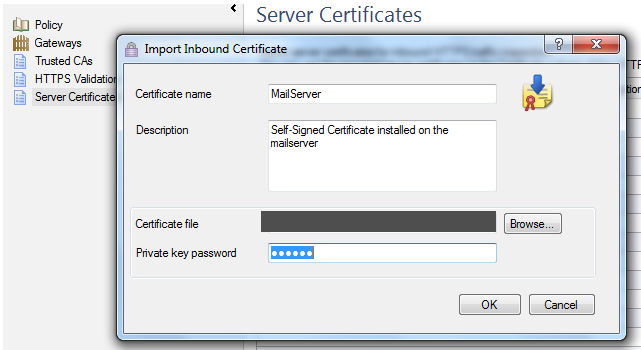 Server Certificates
Policy
Gateways
Trusted CAs
HTTPS Validation
Server Certificate
Import Inbound Certificate
Certificate name
MailServer
Description
Self-Signed Certificate installed on the
mailserver
Certificate file
Browse...
Private key password
●●●●●●
OK
Cancel